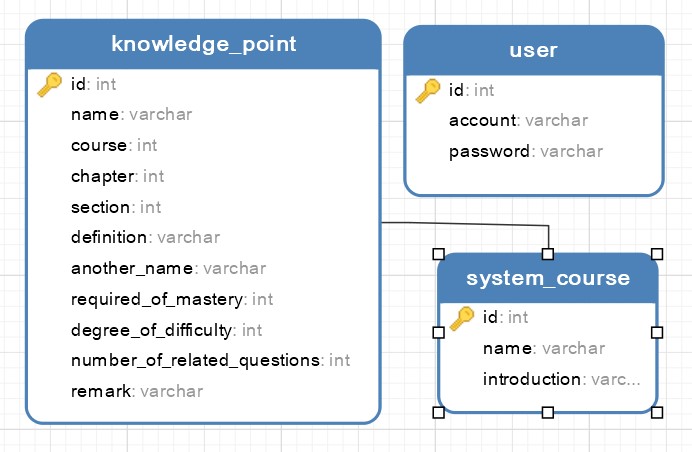 knowledge_point
id: int
name: varchar
course: int
chapter: int
section: int
definition: varchar
another_name: varchar
required_of_mastery: int
degree_of_difficulty: int
number_of_related_questions: int
remark: varchar
user
id: int
account: varchar
password: varchar
system_course
id: int
name: varchar
introduction: varc...